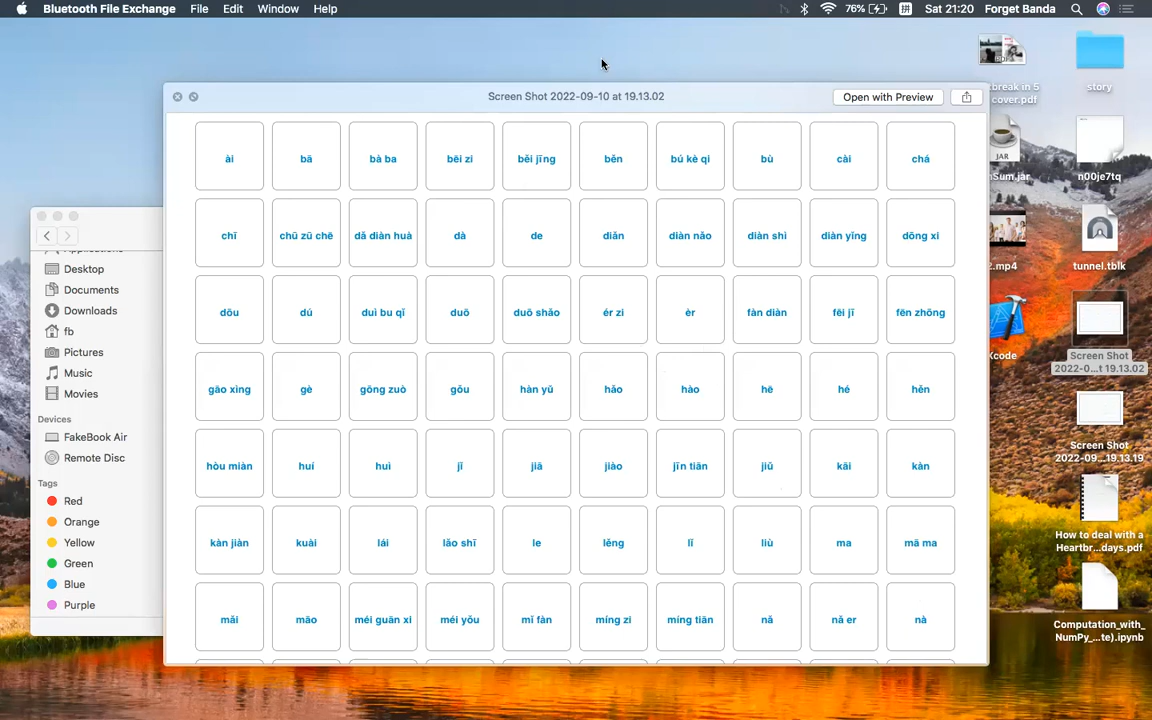 Bluetooth File Exchange File Edit Window Help 76% 拼 Sat 21:20 Forget Banda
Screen Shot 2022-09-10 at 19.13.02 Open with Preview
ài bā bà ba bēi zi běi jīng běn bú kè qi bù cài chá
chī chū zū chē dǎ diàn huà dà de diǎn diàn nǎo diàn shì diàn yǐng dōng xi
dōu dú duì bu qǐ duō duō shǎo ér zi èr fàn diàn fēi jī fēn zhōng
gāo xìng gè gōng zuò gǒu hàn yǔ hǎo hào hē hé hěn
hòu miàn huí huì jǐ jiā jiào jīn tiān jiǔ kāi kàn
kàn jiàn kuài lái lǎo shī le lěng lǐ liù ma mā ma
mǎi māo méi guān xi méi yǒu mǐ fàn míng zi míng tiān nǎ nǎ er nà
Desktop
Documents
Downloads
fb
Pictures
Music
Movies
Devices
FakeBook Air
Remote Disc
Tags
Red
Orange
Yellow
Green
Blue
Purple
break in 5
cover.pdf
story
JAR
Sum.jar
n00je7tq
2.mp4
tunnel.tblk
code
Screen Shot
2022-0...t 19.13.02
Screen Shot
2022-09...19.13.19
How to deal with a
Heartbr...days.pdf
Computation_with_
NumPy_...te).ipynb